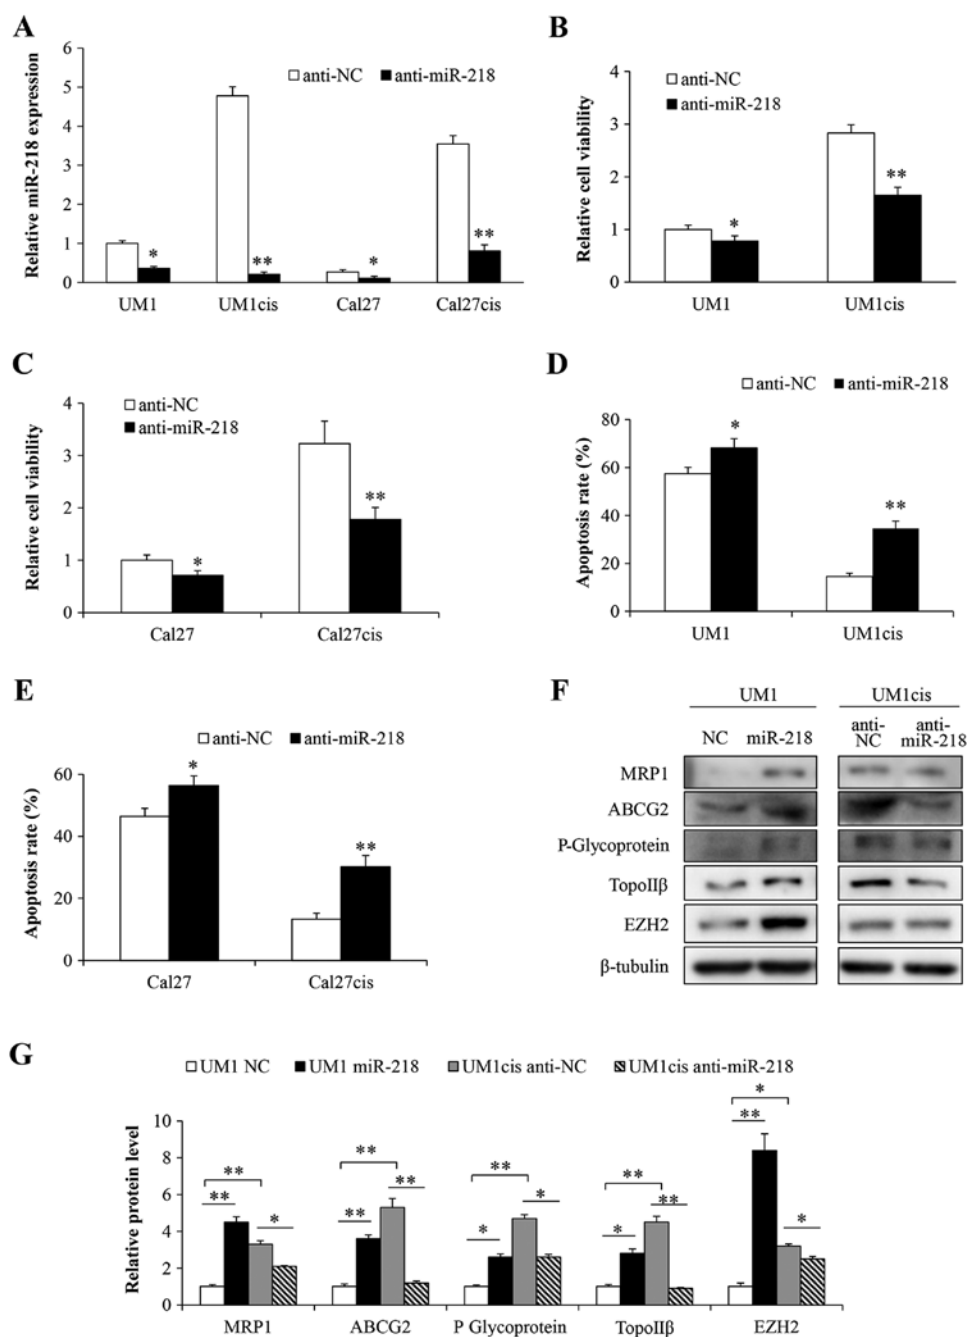 A
Relative miR-218 expression
6
5
4
3
2
1
0
anti-NC anti-miR-218
*
**
*
**
UM1 UM1cis Cal27 Cal27cis
B
Relative cell viability
4
3
2
1
0
anti-NC
anti-miR-218
*
**
UM1 UM1cis
C
Relative cell viability
4
3
2
1
0
anti-NC
anti-miR-218
*
**
Cal27 Cal27cis
D
Apoptosis rate (%)
80
60
40
20
0
anti-NC anti-miR-218
*
**
UM1 UM1cis
E
Apoptosis rate (%)
60
40
20
0
anti-NC anti-miR-218
*
**
Cal27 Cal27cis
F
UM1 UM1cis
NC miR-218 anti-NC anti-miR-218
MRP1
ABCG2
P-Glycoprotein
TopoIIβ
EZH2
β-tubulin
G
UM1 NC UM1 miR-218 UM1cis anti-NC UM1cis anti-miR-218
Relative protein level
10
8
6
4
2
0
** ** *
** ** **
** * *
** * **
* ** *
MRP1 ABCG2 P Glycoprotein TopoIIβ EZH2